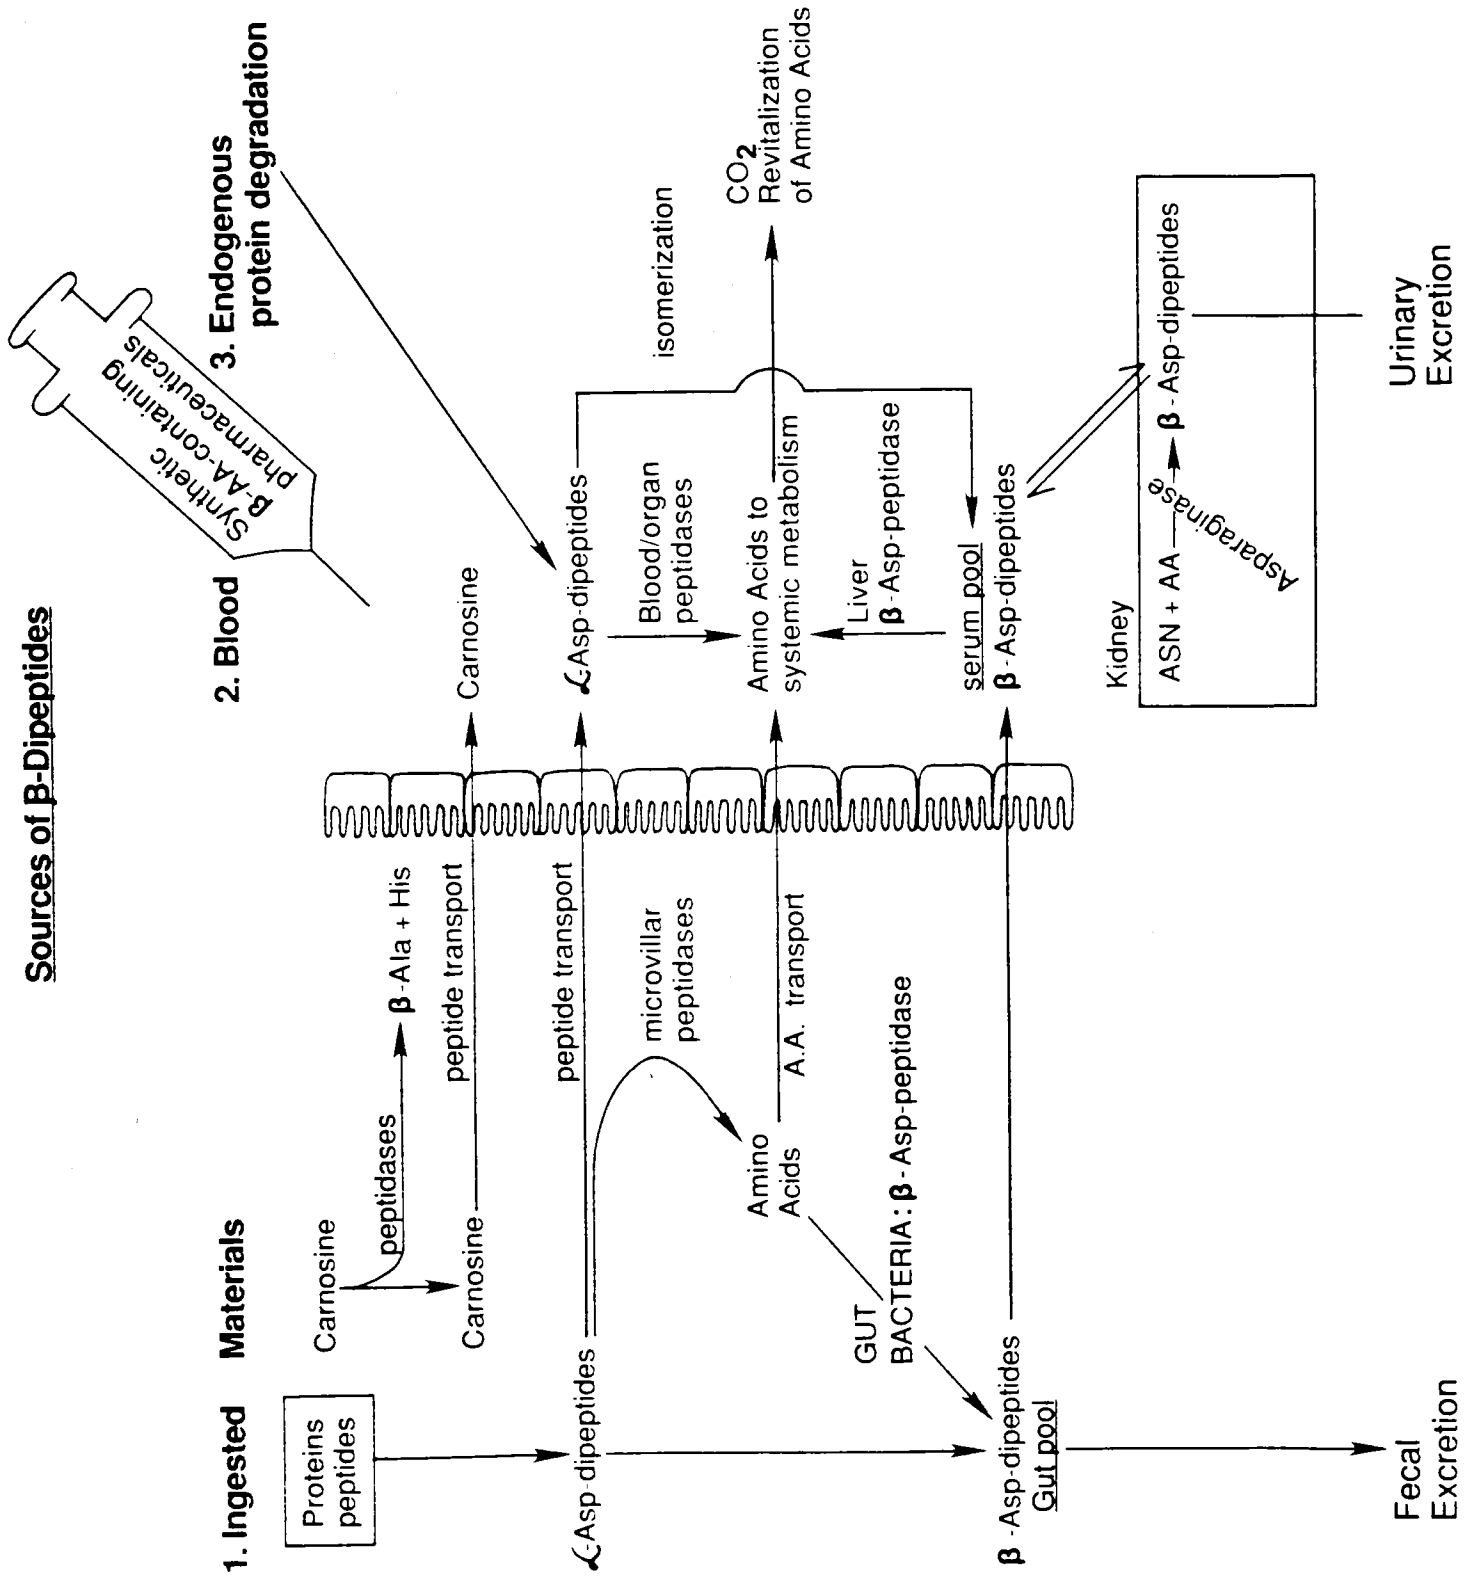 Sources of β-Dipeptides
1. Ingested Materials
2. Blood
3. Endogenous
protein degradation
Synthetic
β-AA-containing
pharmaceuticals
Proteins
peptides
Carnosine
peptidases
β-Ala + His
Carnosine
peptide transport
Carnosine
α-Asp-dipeptides
peptide transport
α-Asp-dipeptides
microvillar
peptidases
Blood/organ
peptidases
isomerization
Amino
Acids
A.A. transport
Amino Acids to
systemic metabolism
CO2
Revitalization
of Amino Acids
GUT
BACTERIA: β-Asp-peptidase
Liver
β-Asp-peptidase
β-Asp-dipeptides
Gut pool
serum pool
β-Asp-dipeptides
Kidney
ASN + AA
β-Asp-dipeptides
Asparaginase
Fecal
Excretion
Urinary
Excretion